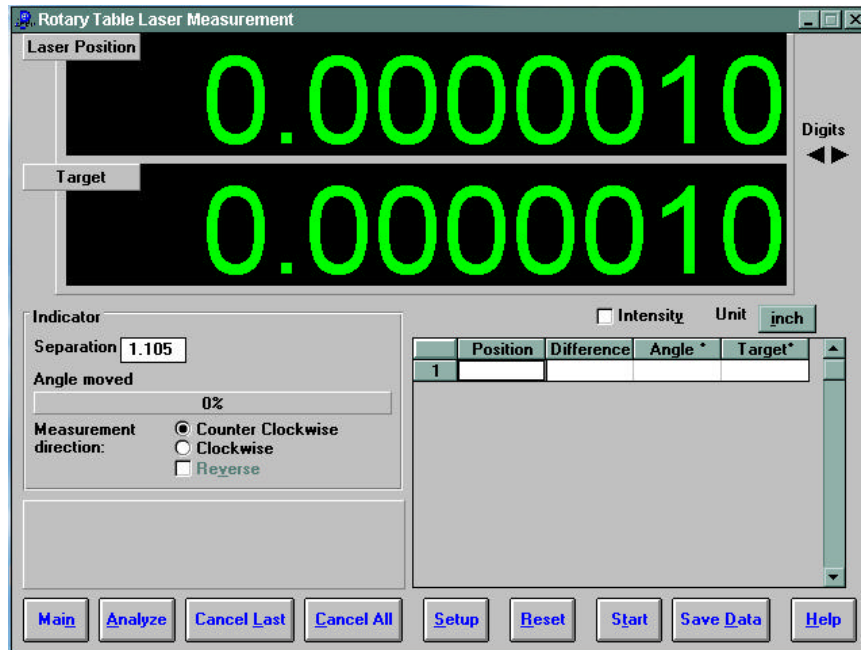 Rotary Table Laser Measurement
Laser Position
0.0000010
Digits
Target
0.0000010
Indicator
Separation 1.105
Angle moved
0%
Measurement direction:
Counter Clockwise
Clockwise
Reverse
Intensity Unit inch
Position Difference Angle ° Target°
1
Main Analyze Cancel Last Cancel All Setup Reset Start Save Data Help